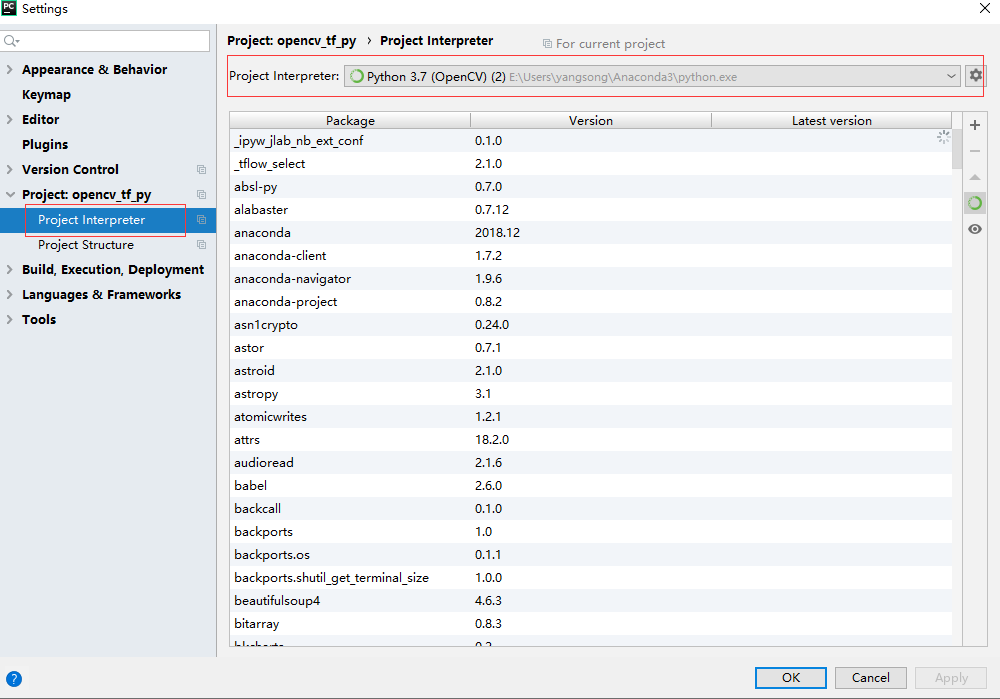 PC Settings
Project: opencv_tf_py › Project Interpreter For current project
Appearance & Behavior
Keymap
Editor
Plugins
Version Control
Project: opencv_tf_py
Project Interpreter
Project Structure
Build, Execution, Deployment
Languages & Frameworks
Tools
Project Interpreter: Python 3.7 (OpenCV) (2) E:\Users\yangsong\Anaconda3\python.exe
Package Version Latest version
_ipyw_jlab_nb_ext_conf 0.1.0
_tflow_select 2.1.0
absl-py 0.7.0
alabaster 0.7.12
anaconda 2018.12
anaconda-client 1.7.2
anaconda-navigator 1.9.6
anaconda-project 0.8.2
asn1crypto 0.24.0
astor 0.7.1
astroid 2.1.0
astropy 3.1
atomicwrites 1.2.1
attrs 18.2.0
audioread 2.1.6
babel 2.6.0
backcall 0.1.0
backports 1.0
backports.os 0.1.1
backports.shutil_get_terminal_size 1.0.0
beautifulsoup4 4.6.3
bitarray 0.8.3
?
OK Cancel Apply